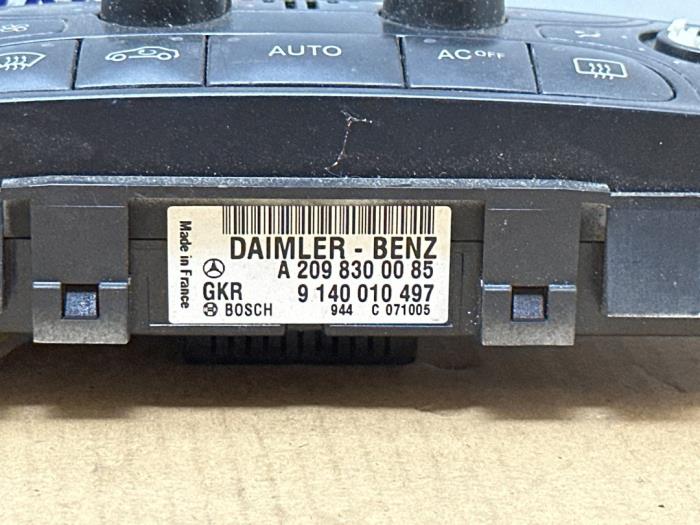 AUTO
AC OFF
Made in France
DAIMLER - BENZ
A 209 830 00 85
GKR 9 140 010 497
BOSCH 944 C 071005